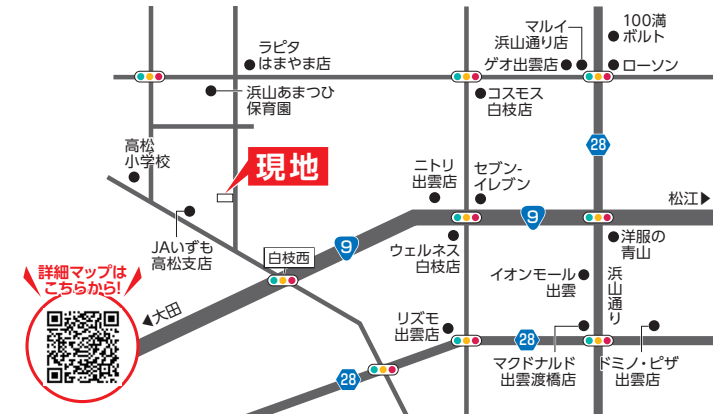 ラピタ
はまやま店
マルイ
浜山通り店
100満
ボルト
ゲオ出雲店
ローソン
浜山あまつひ
保育園
コスモス
白枝店
28
高松
小学校
現地
ニトリ
出雲店
セブン-
イレブン
松江▶
9
9
JAいずも
高松支店
白枝西
ウェルネス
白枝店
洋服の
青山
イオンモール
出雲
浜山通り
詳細マップは
こちらから!
◀大田
リズモ
出雲店
28
マクドナルド
出雲渡橋店
ドミノ・ピザ
出雲店
28